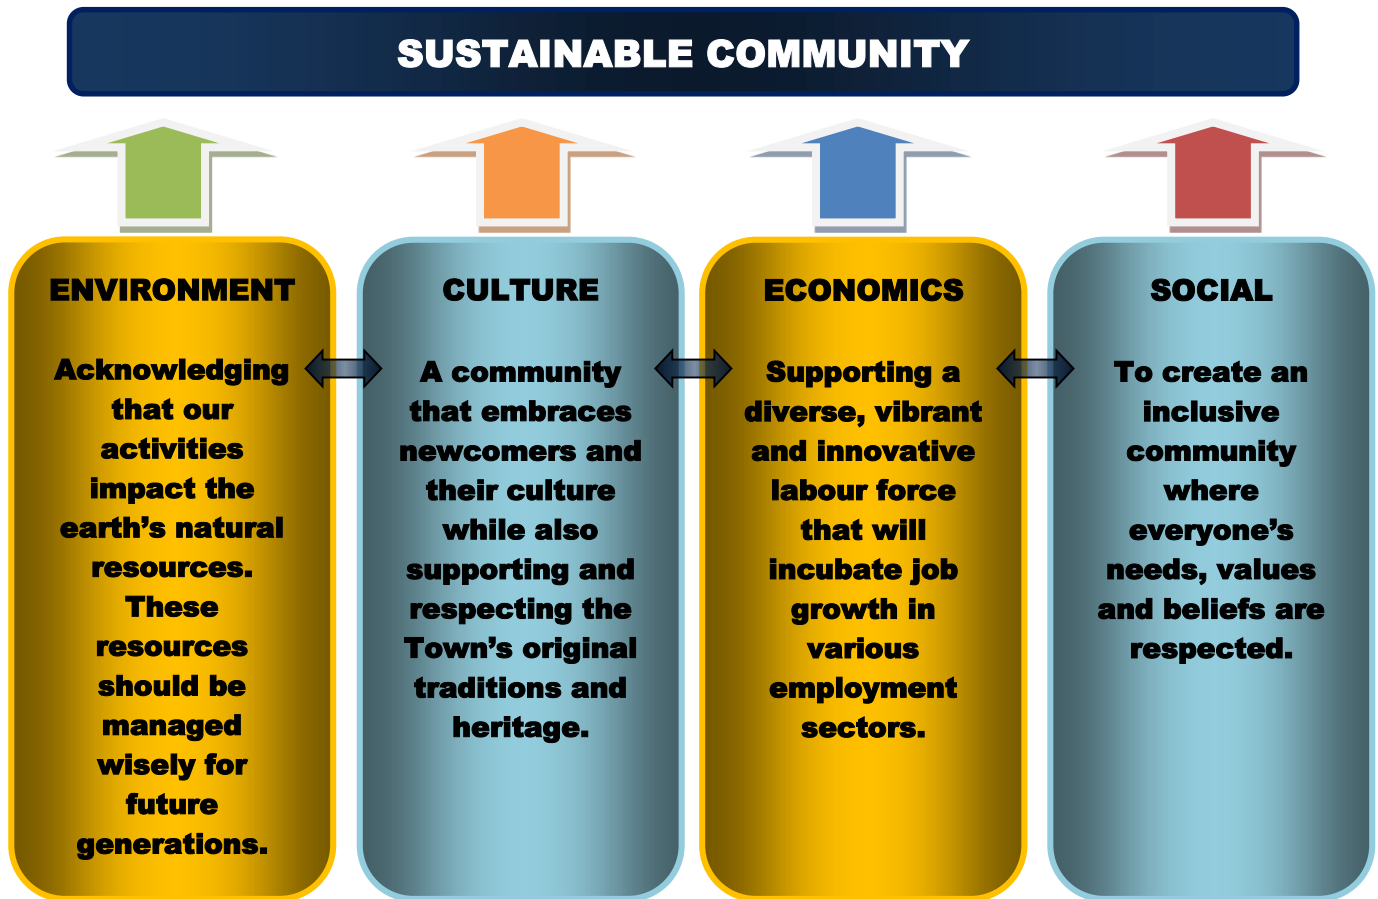 SUSTAINABLE COMMUNITY
ENVIRONMENT
Acknowledging
that our
activities
impact the
earth’s natural
resources.
These
resources
should be
managed
wisely for
future
generations.
CULTURE
A community
that embraces
newcomers and
their culture
while also
supporting and
respecting the
Town’s original
traditions and
heritage.
ECONOMICS
Supporting a
diverse, vibrant
and innovative
labour force
that will
incubate job
growth in
various
employment
sectors.
SOCIAL
To create an
inclusive
community
where
everyone’s
needs, values
and beliefs are
respected.